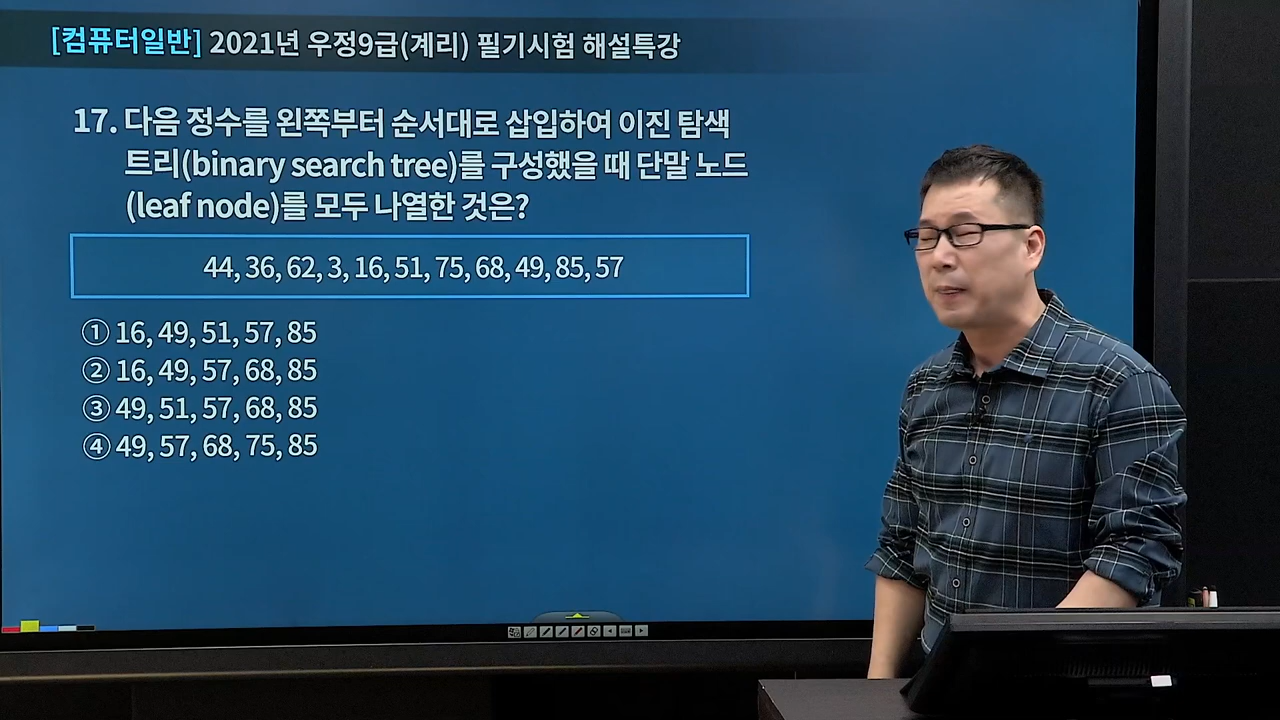 [컴퓨터일반] 2021년 우정9급(계리) 필기시험 해설특강
17. 다음 정수를 왼쪽부터 순서대로 삽입하여 이진 탐색
트리(binary search tree)를 구성했을 때 단말 노드
(leaf node)를 모두 나열한 것은?
44, 36, 62, 3, 16, 51, 75, 68, 49, 85, 57
① 16, 49, 51, 57, 85
② 16, 49, 57, 68, 85
③ 49, 51, 57, 68, 85
④ 49, 57, 68, 75, 85